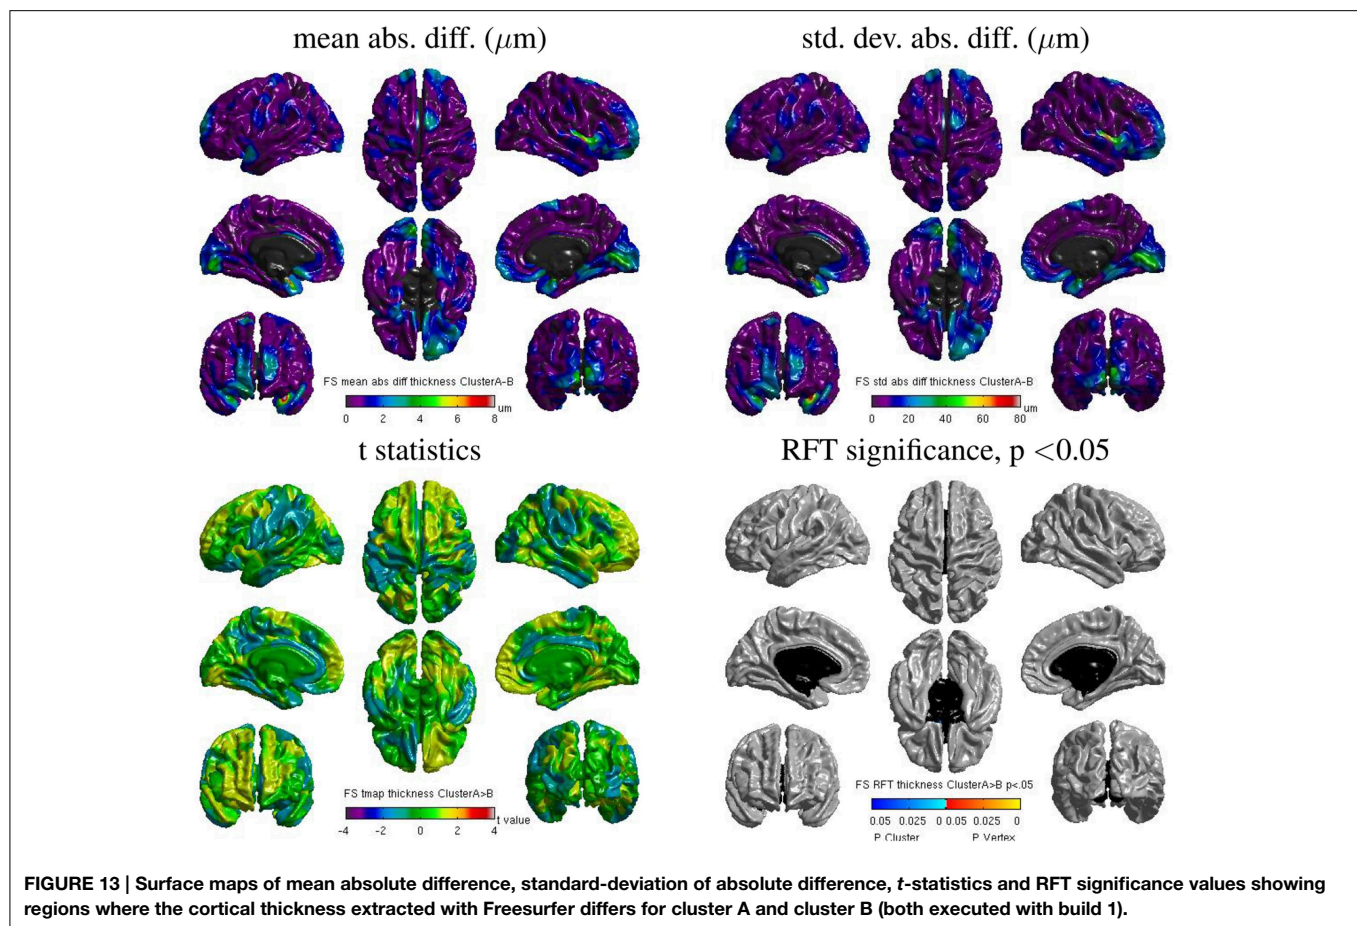 mean abs. diff. (μm)
std. dev. abs. diff. (μm)
FS mean abs diff thickness ClusterA-B
0 2 4 6 8 um
FS std abs diff thickness ClusterA-B
0 20 40 60 80 um
t statistics
RFT significance, p <0.05
FS tmap thickness ClusterA>B
-4 -2 0 2 4 t value
FS RFT thickness ClusterA>B p<.05
0.05 0.025 0 0.05 0.025 0
P Cluster P Vertex
FIGURE 13 | Surface maps of mean absolute difference, standard-deviation of absolute difference, t-statistics and RFT significance values showing
regions where the cortical thickness extracted with Freesurfer differs for cluster A and cluster B (both executed with build 1).